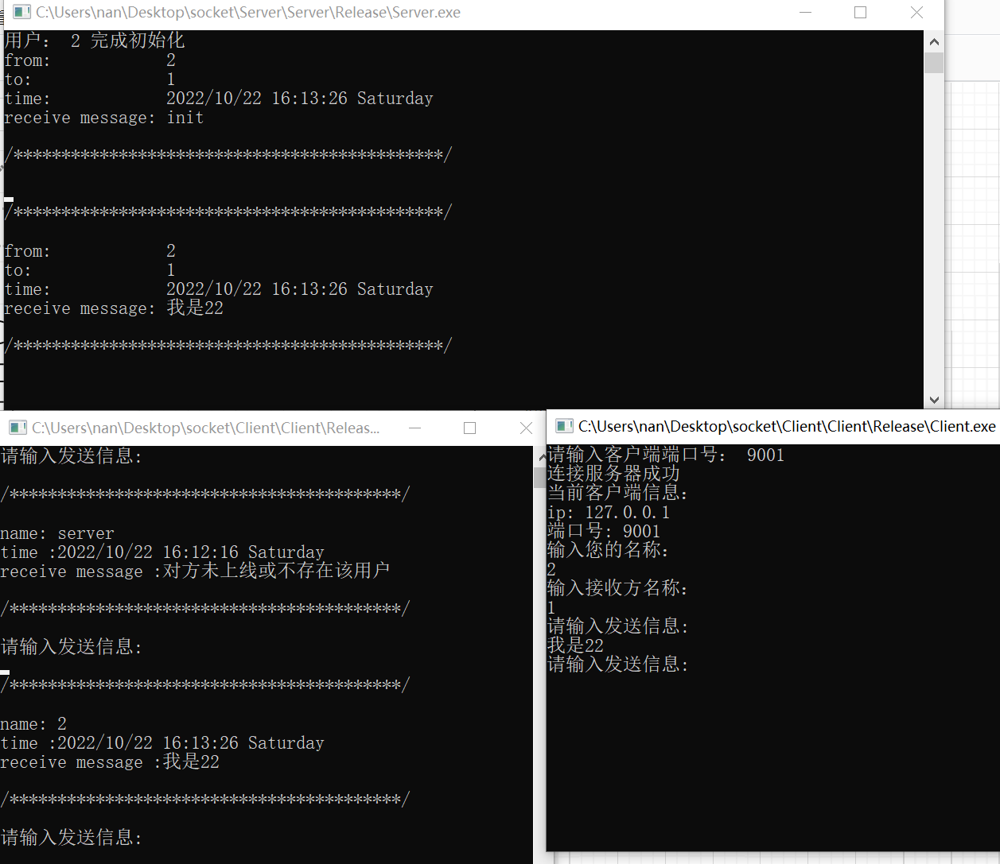 C:\Users\nan\Desktop\socket\Server\Server\Release\Server.exe
用户： 2 完成初始化
from: 2
to: 1
time: 2022/10/22 16:13:26 Saturday
receive message: init
/*********************************************/
/*********************************************/
from: 2
to: 1
time: 2022/10/22 16:13:26 Saturday
receive message: 我是22
/*********************************************/
C:\Users\nan\Desktop\socket\Client\Client\Releas...
请输入发送信息:
/*****************************************/
name: server
time :2022/10/22 16:12:16 Saturday
receive message :对方未上线或不存在该用户
/*****************************************/
请输入发送信息:
/*****************************************/
name: 2
time :2022/10/22 16:13:26 Saturday
receive message :我是22
/*****************************************/
请输入发送信息:
C:\Users\nan\Desktop\socket\Client\Client\Release\Client.exe
请输入客户端端口号： 9001
连接服务器成功
当前客户端信息：
ip: 127.0.0.1
端口号: 9001
输入您的名称：
2
输入接收方名称：
1
请输入发送信息:
我是22
请输入发送信息: